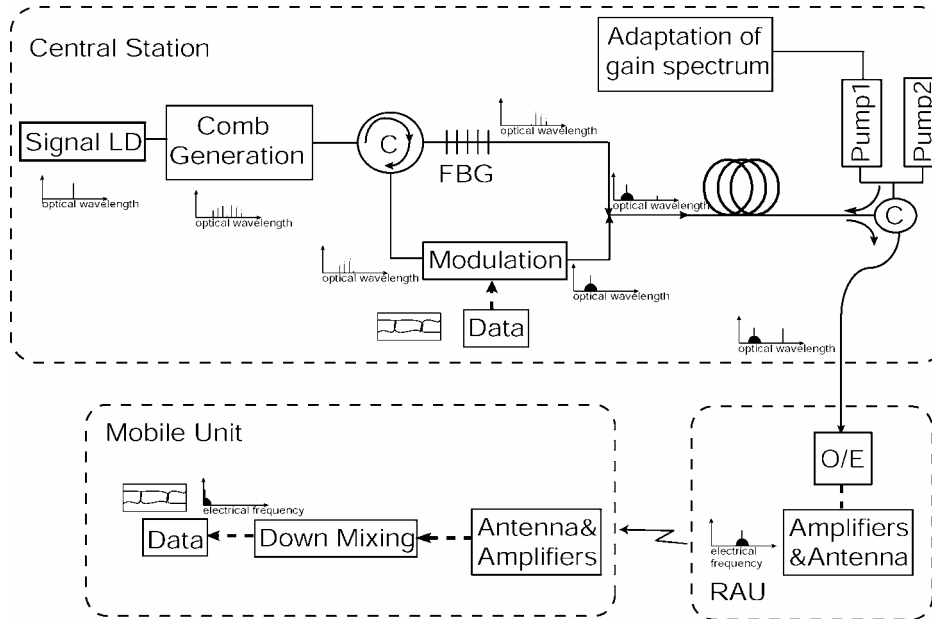 Central Station
Adaptation of
gain spectrum
Pump1
Pump2
Signal LD
Comb
Generation
C
FBG
optical wavelength
optical wavelength
optical wavelength
optical wavelength
C
optical wavelength
Modulation
optical wavelength
Data
optical wavelength
Mobile Unit
O/E
electrical frequency
Data
Down Mixing
Antenna&
Amplifiers
electrical
frequency
Amplifiers
&Antenna
RAU